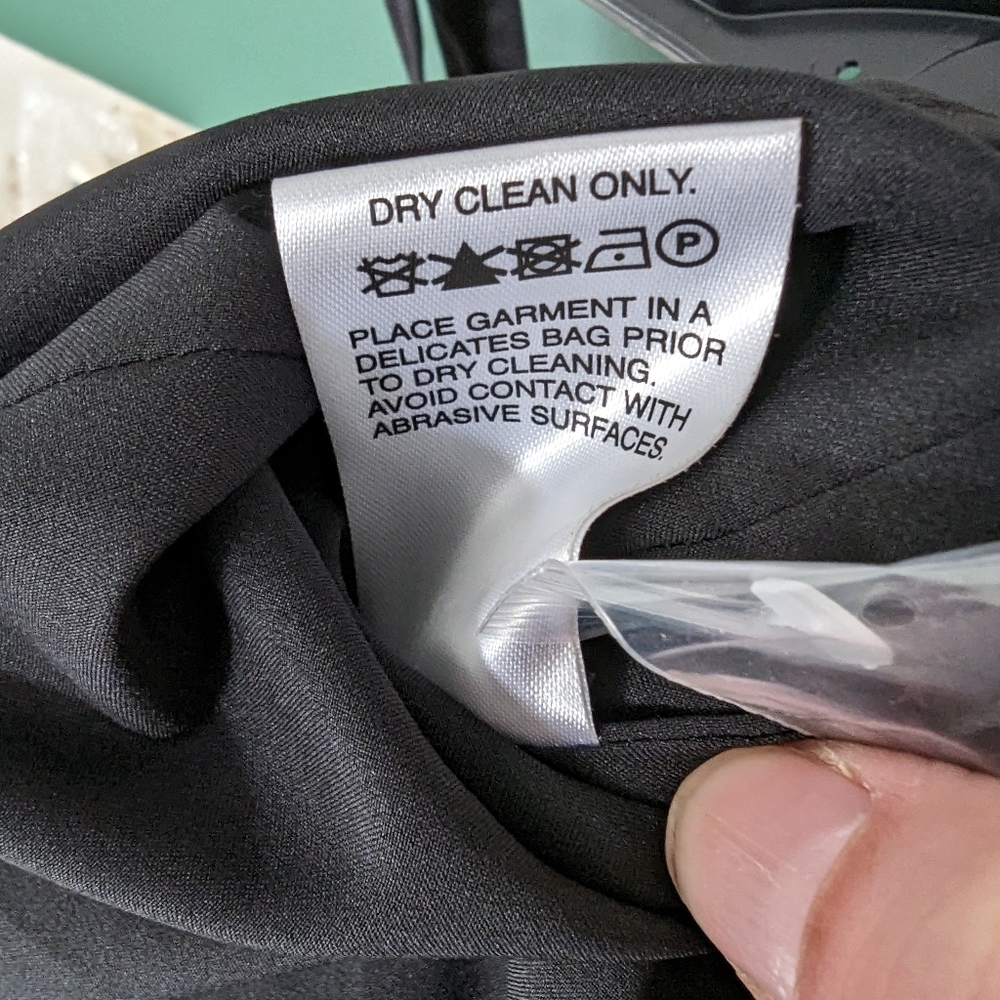 DRY CLEAN ONLY.
P
PLACE GARMENT IN A
DELICATES BAG PRIOR
TO DRY CLEANING.
AVOID CONTACT WITH
ABRASIVE SURFACES.